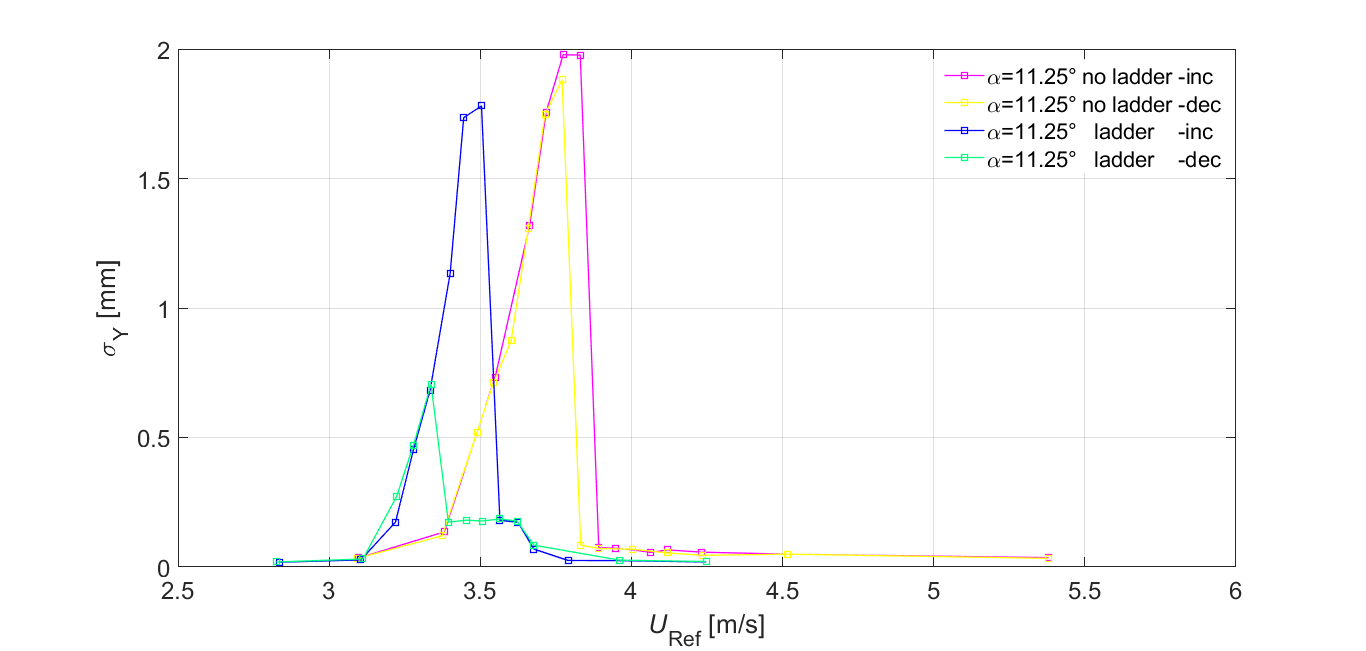 2
1.5
1
0.5
0
2.5 3 3.5 4 4.5 5 5.5 6
σY [mm]
URef [m/s]
α=11.25° no ladder -inc
α=11.25° no ladder -dec
α=11.25° ladder -inc
α=11.25° ladder -dec